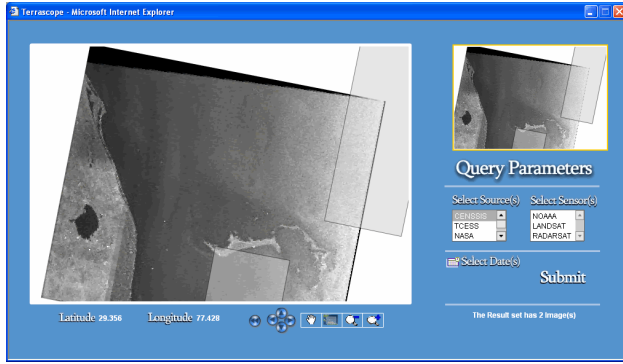 Terrascope - Microsoft Internet Explorer
Query Parameters
Select Source(s) Select Sensor(s)
CENSSIS NOAAA
TCESS LANDSAT
NASA RADARSAT
Select Date(s)
Submit
Latitude 29.356 Longitude 77.428
The Result set has 2 Image(s)